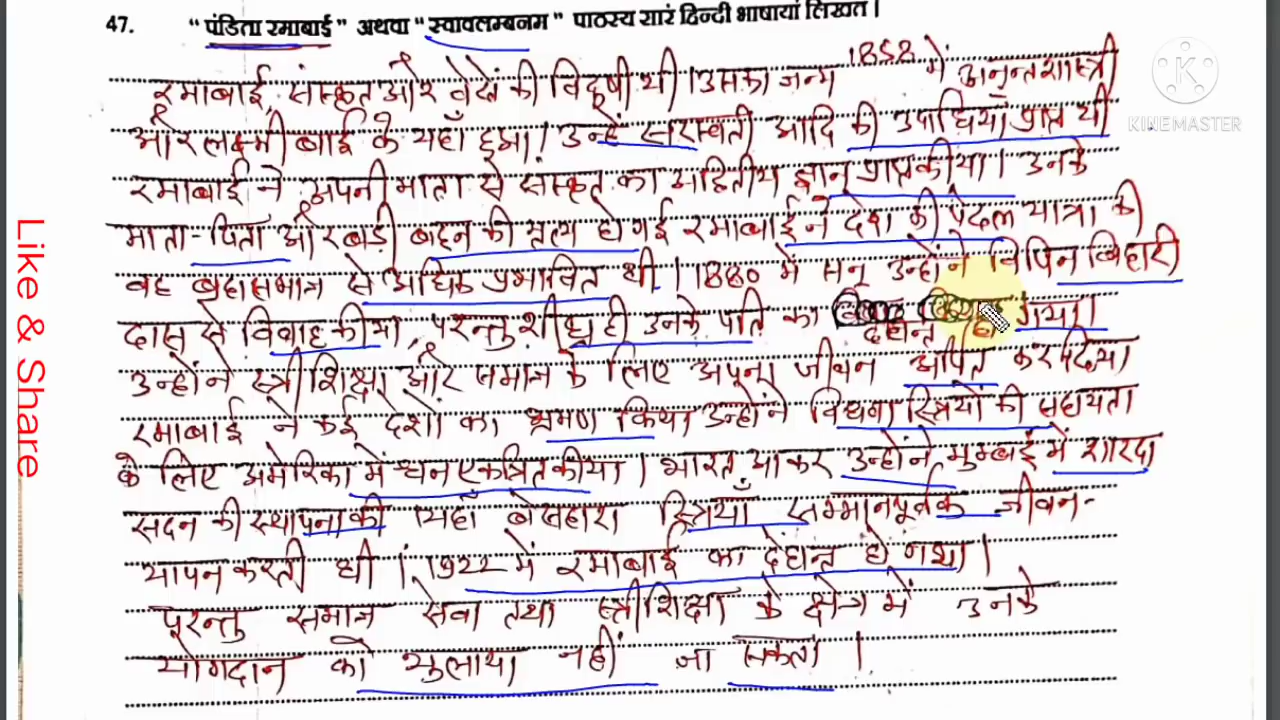 47. "पंडिता रमाबाई" अथवा "स्वावलम्बनम" पाठस्य सारं हिन्दी भाषायां लिखत।
रमाबाई, संस्कृत और वेदों की विदूषी थी। उसका जन्म 1858 में अनन्तशास्त्री
और लक्ष्मी बाई के यहाँ हुआ। उन्हें सरस्वती आदि की उपाधियाँ प्राप्त थी
रमाबाई ने अपनी माता से संस्कृत का अद्वितीय ज्ञान प्राप्त कीया। उनके
माता-पिता और बड़ी बहन की मृत्य हो गई रमाबाई ने देश की पैदल यात्रा की
वह ब्रह्मसमाज से अधिक प्रभावित थी। 1880 में सन् उन्होंने विपिन बिहारी
दास से विवाह कीया, परन्तु शीघ्र ही उनके पति का देहान्त हो गया।
उन्होंने स्त्रीशिक्षा और समाज के लिए अपना जीवन अर्पित कर दिया
रमाबाई ने कई देशों का भ्रमण किया उन्होंने विधवा स्त्रियों की सहायता
के लिए अमेरिका में धन एकत्रित कीया। भारत आकर उन्होंने मुम्बई में शारदा
सदन की स्थापना की यहाँ बेसहारा स्त्रियाँ सम्मानपूर्वक जीवन-
यापन करती थी। 1922 में रमाबाई का देहान्त हो गया।
परन्तु समाज सेवा तथा स्त्रीशिक्षा के क्षेत्र में उनके
योगदान को भुलाया नहीं जा सकता।
Like & Share
KINEMASTER